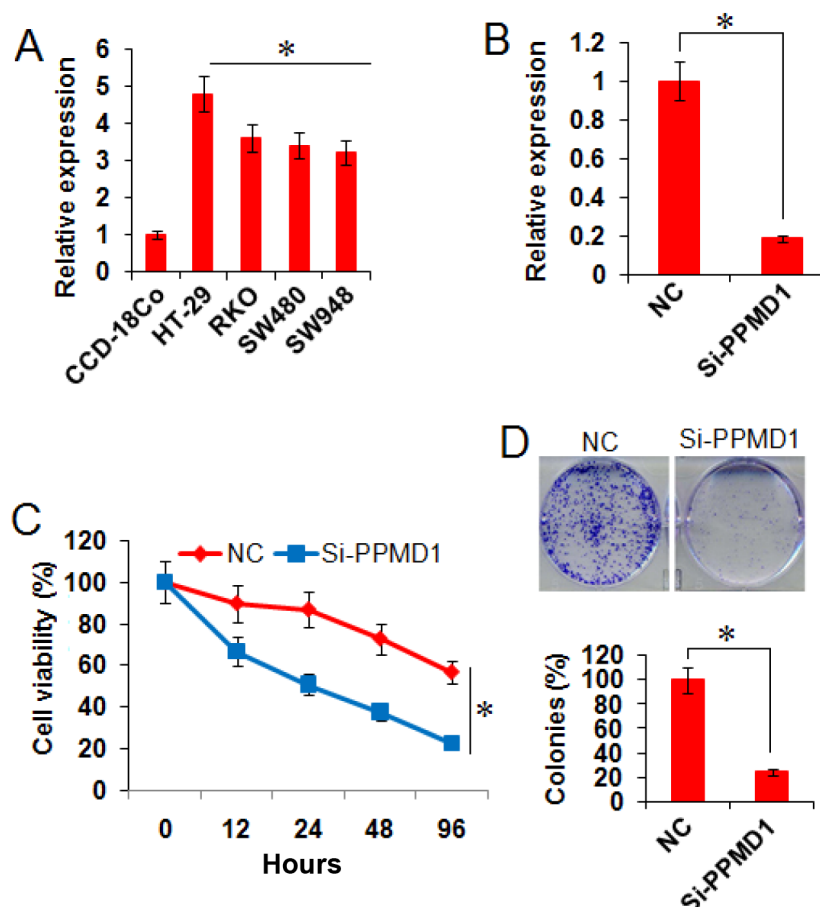 A
Relative expression
6
5
4
3
2
1
0
*
CCD-18Co
HT-29
RKO
SW480
SW948
B
Relative expression
1.2
1
0.8
0.6
0.4
0.2
0
*
NC
Si-PPMD1
C
Cell viability (%)
120
100
80
60
40
20
0
NC
Si-PPMD1
*
0 12 24 48 96
Hours
D
NC Si-PPMD1
Colonies (%)
120
100
80
60
40
20
0
*
NC
Si-PPMD1